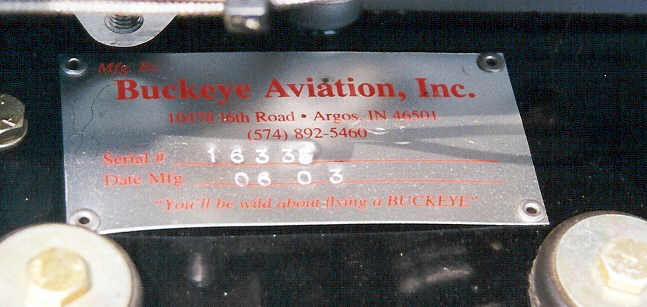 Mfg. By:
Buckeye Aviation, Inc.
16th Road • Argos, IN 46501
(574) 892-5460
Serial #
Date Mfg 06 03
"You'll be wild about flying a BUCKEYE"